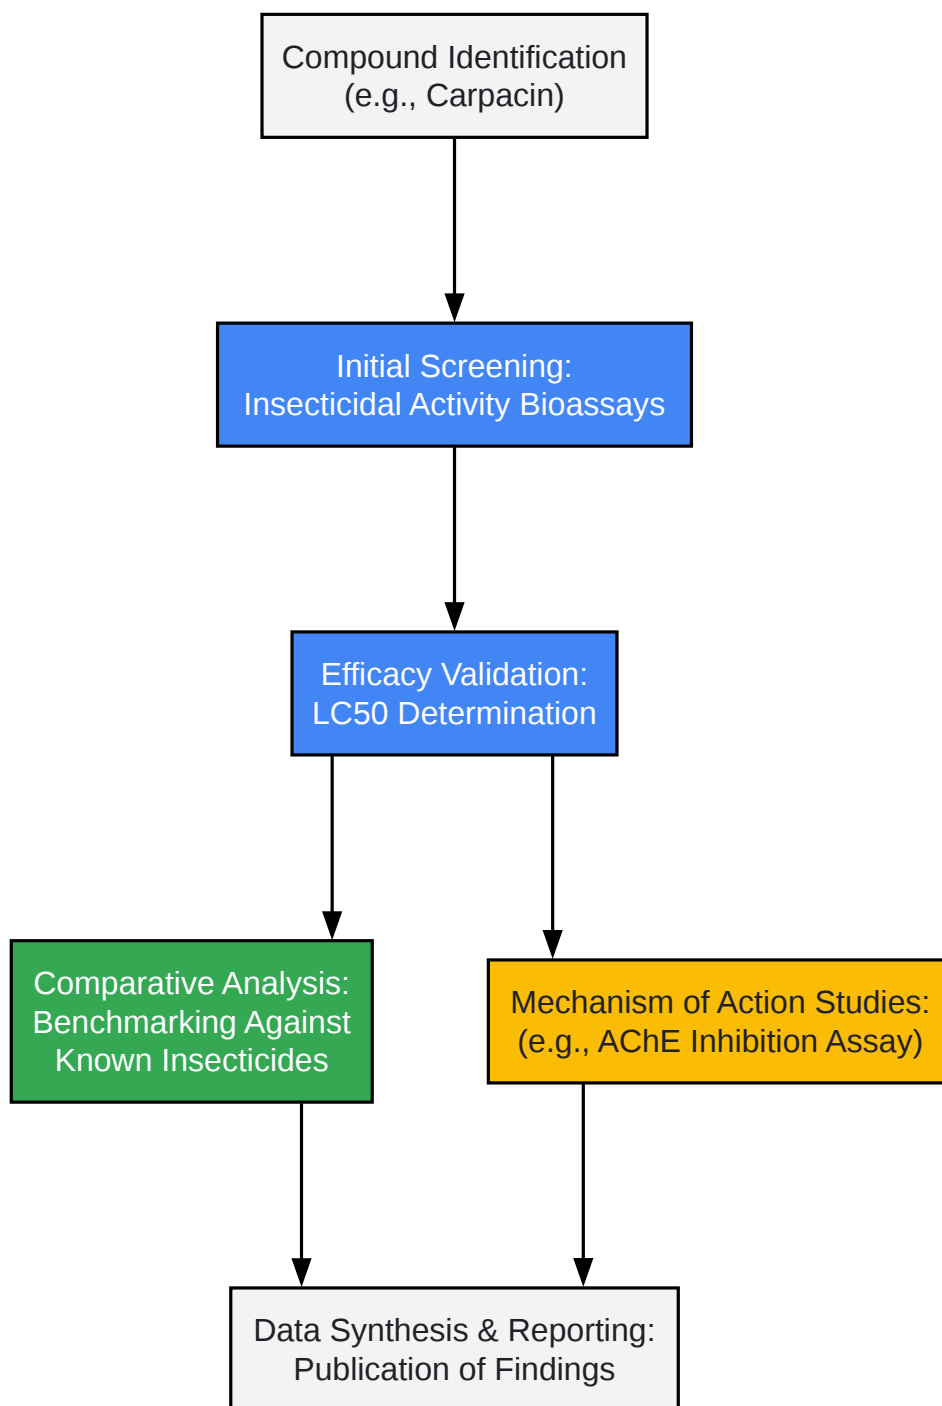 Compound Identification
(e.g., Carpacin)
Initial Screening:
Insecticidal Activity Bioassays
Efficacy Validation:
LC50 Determination
Comparative Analysis:
Benchmarking Against
Known Insecticides
Mechanism of Action Studies:
(e.g., AChE Inhibition Assay)
Data Synthesis & Reporting:
Publication of Findings